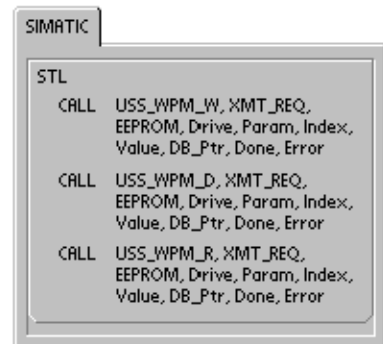 SIMATIC
STL
CALL USS_WPM_W, XMT_REQ,
EEPROM, Drive, Param, Index,
Value, DB_Ptr, Done, Error
CALL USS_WPM_D, XMT_REQ,
EEPROM, Drive, Param, Index,
Value, DB_Ptr, Done, Error
CALL USS_WPM_R, XMT_REQ,
EEPROM, Drive, Param, Index,
Value, DB_Ptr, Done, Error